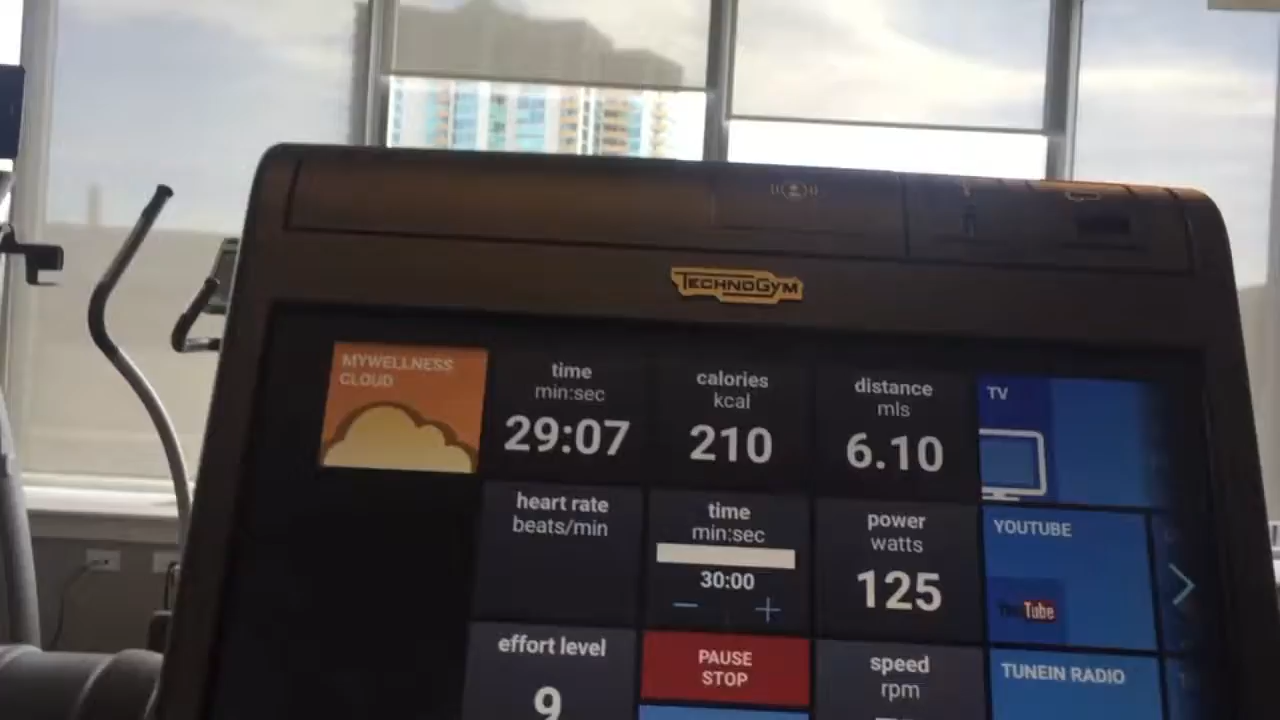 TECHNOGYM
MYWELLNESS
CLOUD
time
min:sec
29:07
calories
kcal
210
distance
mls
6.10
TV
heart rate
beats/min
time
min:sec
30:00
power
watts
125
YOUTUBE
YouTube
effort level
9
PAUSE
STOP
speed
rpm
TUNEIN RADIO